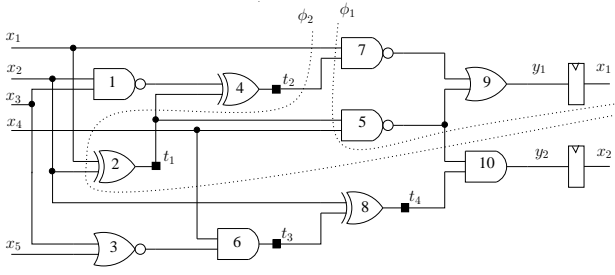 ϕ₂ ϕ₁
x₁
7
x₂
1
4
t₂
9
y₁
x₁
x₃
x₄
5
2
t₁
10
y₂
x₂
8
t₄
x₅
3
6
t₃